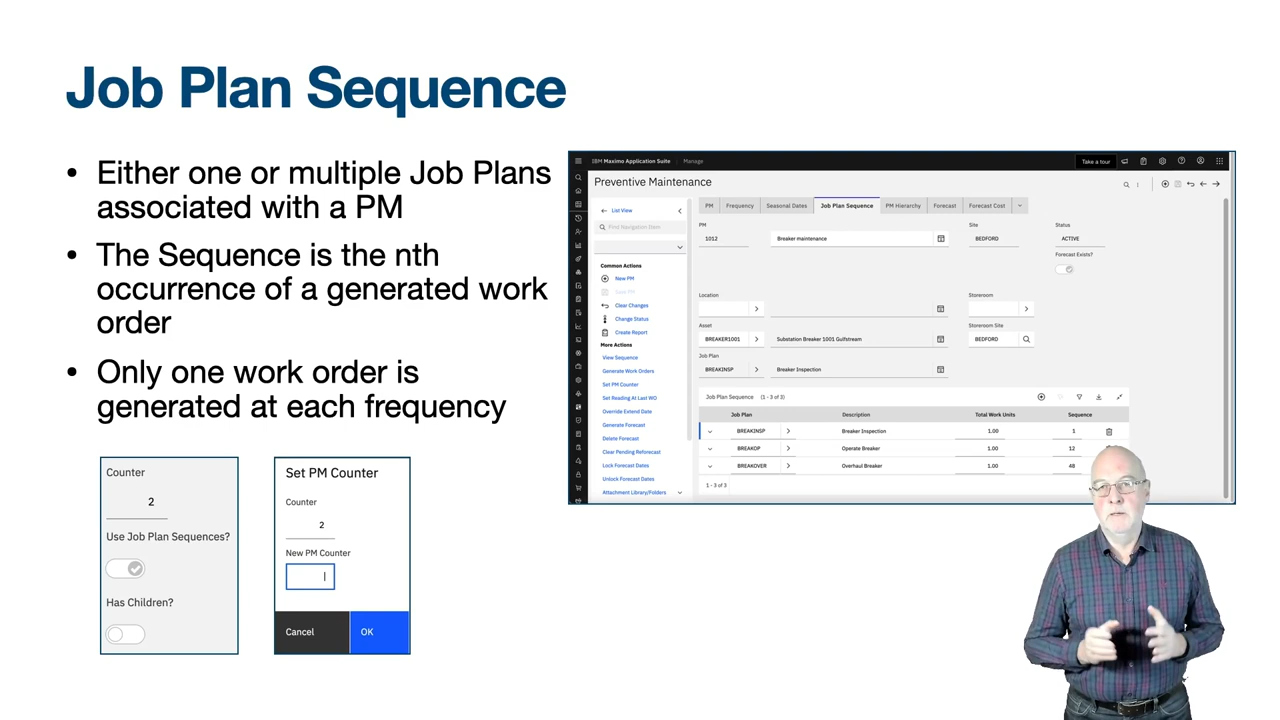 Job Plan Sequence
• Either one or multiple Job Plans
associated with a PM
• The Sequence is the nth
occurrence of a generated work
order
• Only one work order is
generated at each frequency
Counter
2
Use Job Plan Sequences?
Has Children?
Set PM Counter
Counter
2
New PM Counter
Cancel OK
IBM Maximo Application Suite Manage Take a tour
Preventive Maintenance
List View
Find Navigation Item
Common Actions
New PM
Save PM
Clear Changes
Change Status
Create Report
More Actions
View Sequence
Generate Work Orders
Set PM Counter
Set Reading At Last WO
Override Extend Date
Generate Forecast
Delete Forecast
Clear Pending Reforecast
Lock Forecast Dates
Unlock Forecast Dates
Attachment Library/Folders
PM Frequency Seasonal Dates Job Plan Sequence PM Hierarchy Forecast Forecast Cost
PM Site Status
1012 Breaker maintenance BEDFORD ACTIVE
Forecast Exists?
Location Storeroom
Asset Storeroom Site
BREAKER1001 Substation Breaker 1001 Gulfstream BEDFORD
Job Plan
BREAKINSP Breaker Inspection
Job Plan Sequence (1 - 3 of 3)
Job Plan Description Total Work Units Sequence
BREAKINSP Breaker Inspection 1.00 1
BREAKOP Operate Breaker 1.00 12
BREAKOVER Overhaul Breaker 1.00 48
1 - 3 of 3